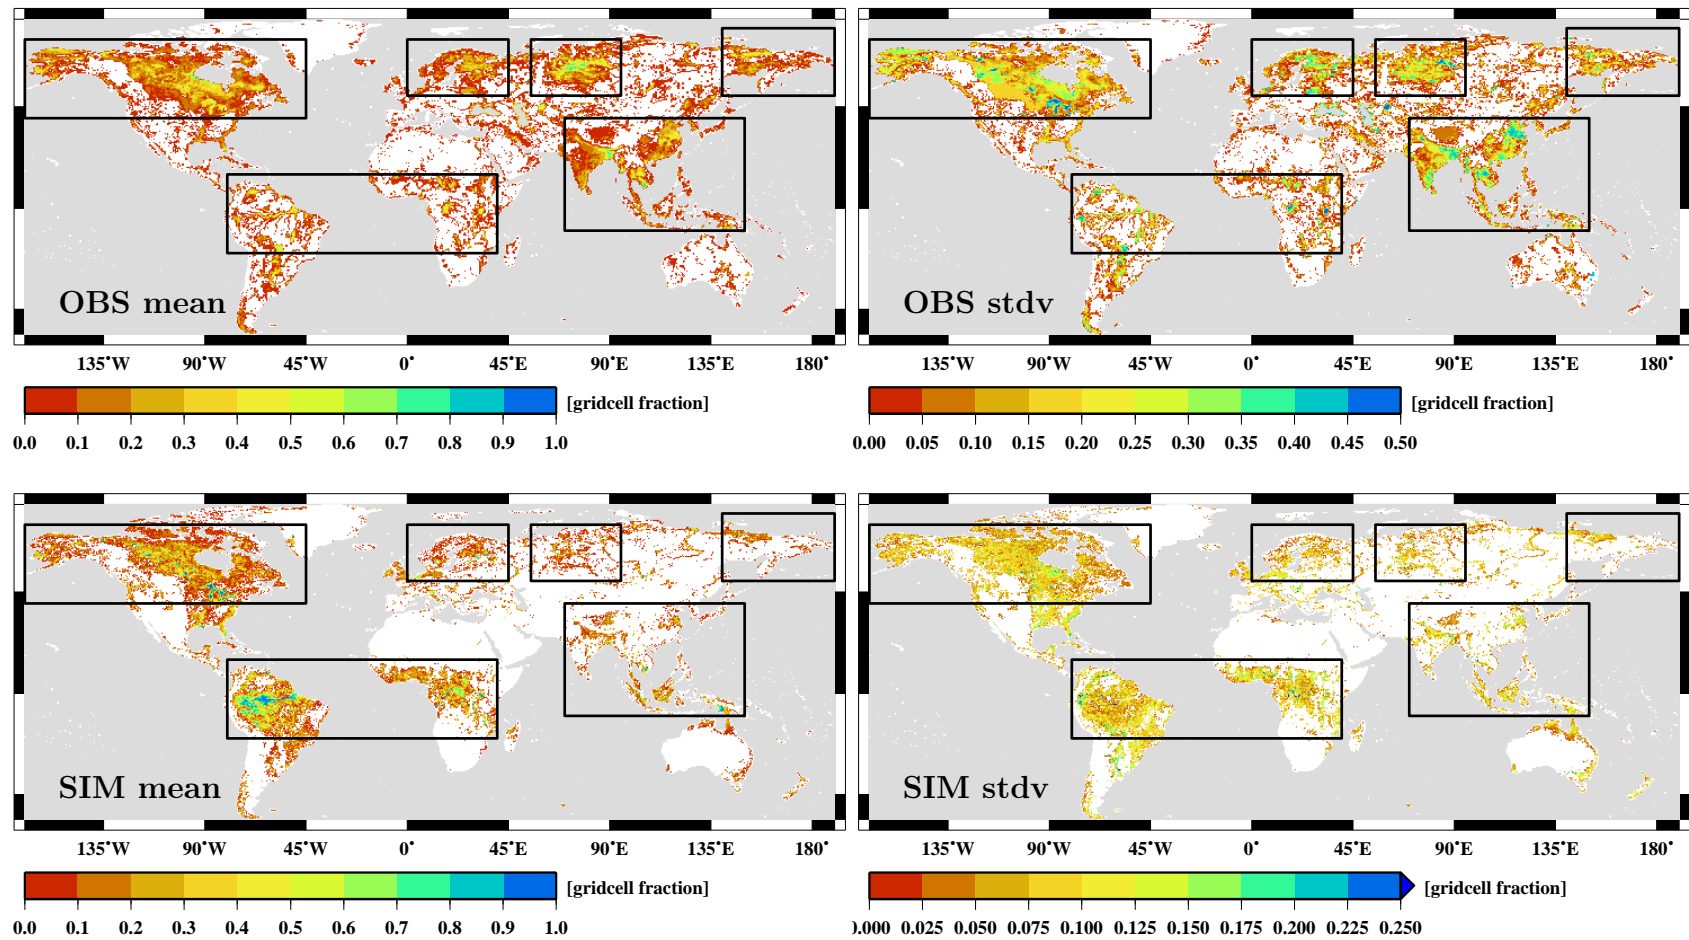 OBS mean
OBS stdv
135°W 90°W 45°W 0° 45°E 90°E 135°E 180°
135°W 90°W 45°W 0° 45°E 90°E 135°E 180°
[gridcell fraction]
0.0 0.1 0.2 0.3 0.4 0.5 0.6 0.7 0.8 0.9 1.0
[gridcell fraction]
0.00 0.05 0.10 0.15 0.20 0.25 0.30 0.35 0.40 0.45 0.50
SIM mean
SIM stdv
135°W 90°W 45°W 0° 45°E 90°E 135°E 180°
135°W 90°W 45°W 0° 45°E 90°E 135°E 180°
[gridcell fraction]
0.0 0.1 0.2 0.3 0.4 0.5 0.6 0.7 0.8 0.9 1.0
[gridcell fraction]
0.000 0.025 0.050 0.075 0.100 0.125 0.150 0.175 0.200 0.225 0.250